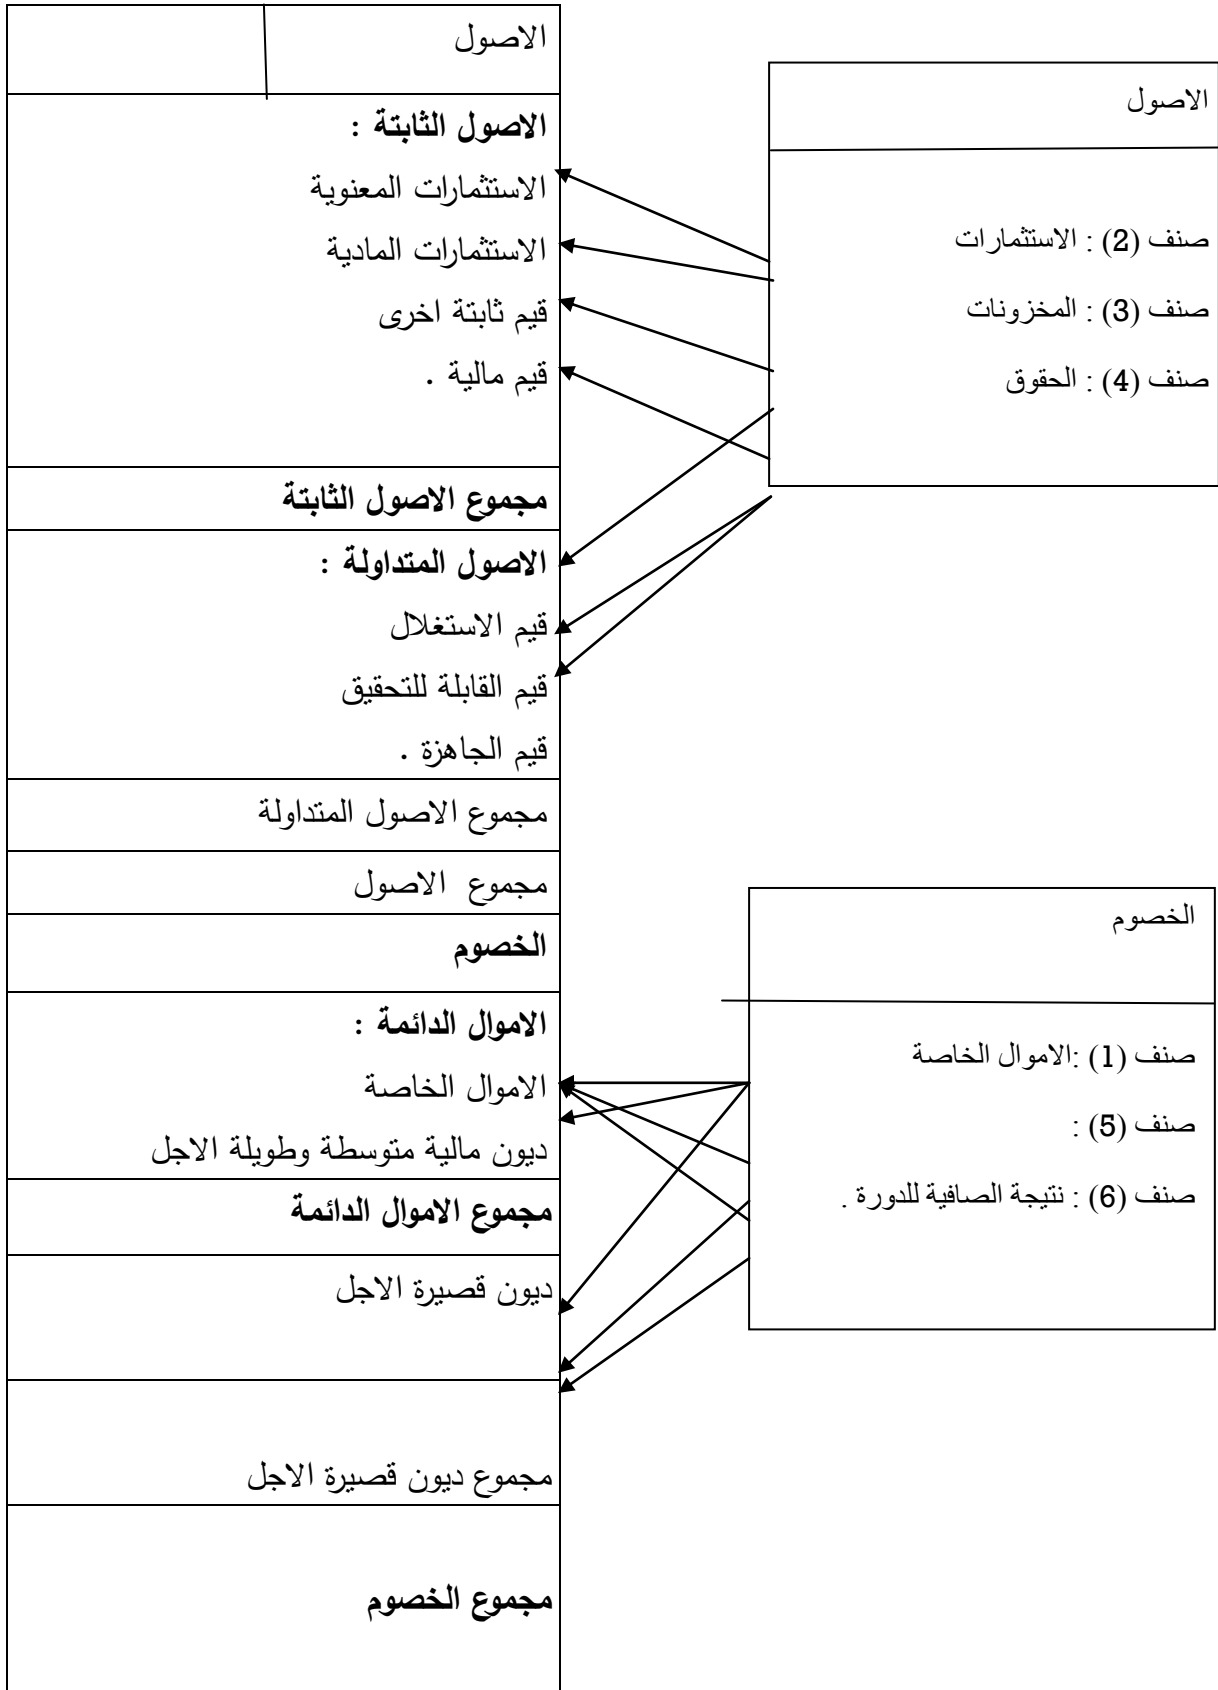 الاصول
الاصول الثابتة :
الاستثمارات المعنوية
الاستثمارات المادية
قيم ثابتة اخرى
قيم مالية .
مجموع الاصول الثابتة
الاصول المتداولة :
قيم الاستغلال
قيم القابلة للتحقيق
قيم الجاهزة .
مجموع الاصول المتداولة
مجموع الاصول
الخصوم
الاموال الدائمة :
الاموال الخاصة
ديون مالية متوسطة وطويلة الاجل
مجموع الاموال الدائمة
ديون قصيرة الاجل
مجموع ديون قصيرة الاجل
مجموع الخصوم
الاصول
صنف (2) : الاستثمارات
صنف (3) : المخزونات
صنف (4) : الحقوق
الخصوم
صنف (1) :الاموال الخاصة
صنف (5) :
صنف (6) : نتيجة الصافية للدورة .